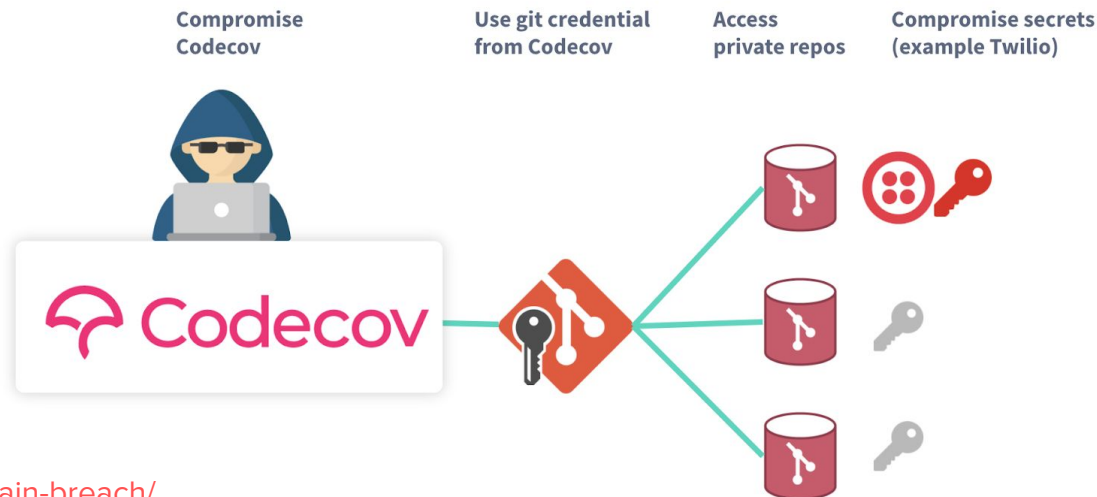 Compromise
Codecov
Use git credential
from Codecov
Access
private repos
Compromise secrets
(example Twilio)
Codecov
ain-breach/